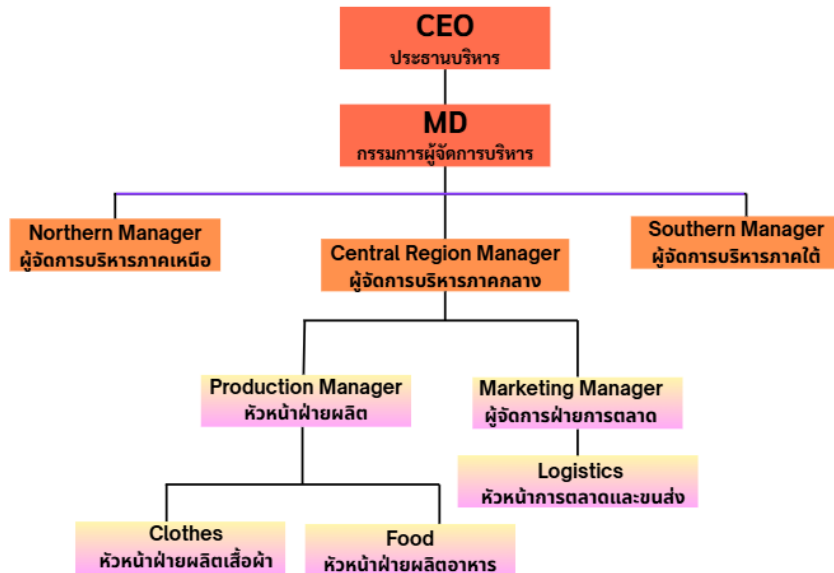 CEO
ประธานบริหาร
MD
กรรมการผู้จัดการบริหาร
Northern Manager
ผู้จัดการบริหารภาคเหนือ
Central Region Manager
ผู้จัดการบริหารภาคกลาง
Southern Manager
ผู้จัดการบริหารภาคใต้
Production Manager
หัวหน้าฝ่ายผลิต
Marketing Manager
ผู้จัดการฝ่ายการตลาด
Logistics
หัวหน้าการตลาดและขนส่ง
Clothes
หัวหน้าฝ่ายผลิตเสื้อผ้า
Food
หัวหน้าฝ่ายผลิตอาหาร